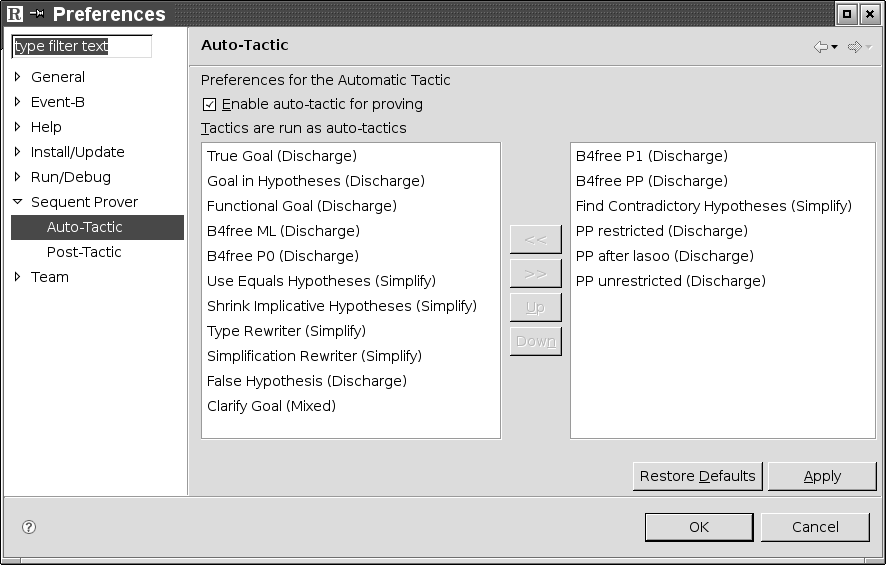 R Preferences
type filter text
General
Event-B
Help
Install/Update
Run/Debug
Sequent Prover
Auto-Tactic
Post-Tactic
Team
Auto-Tactic
Preferences for the Automatic Tactic
Enable auto-tactic for proving
Tactics are run as auto-tactics
True Goal (Discharge)
Goal in Hypotheses (Discharge)
Functional Goal (Discharge)
B4free ML (Discharge)
B4free P0 (Discharge)
Use Equals Hypotheses (Simplify)
Shrink Implicative Hypotheses (Simplify)
Type Rewriter (Simplify)
Simplification Rewriter (Simplify)
False Hypothesis (Discharge)
Clarify Goal (Mixed)
<<
>>
Up
Down
B4free P1 (Discharge)
B4free PP (Discharge)
Find Contradictory Hypotheses (Simplify)
PP restricted (Discharge)
PP after lasoo (Discharge)
PP unrestricted (Discharge)
Restore Defaults Apply
? OK Cancel